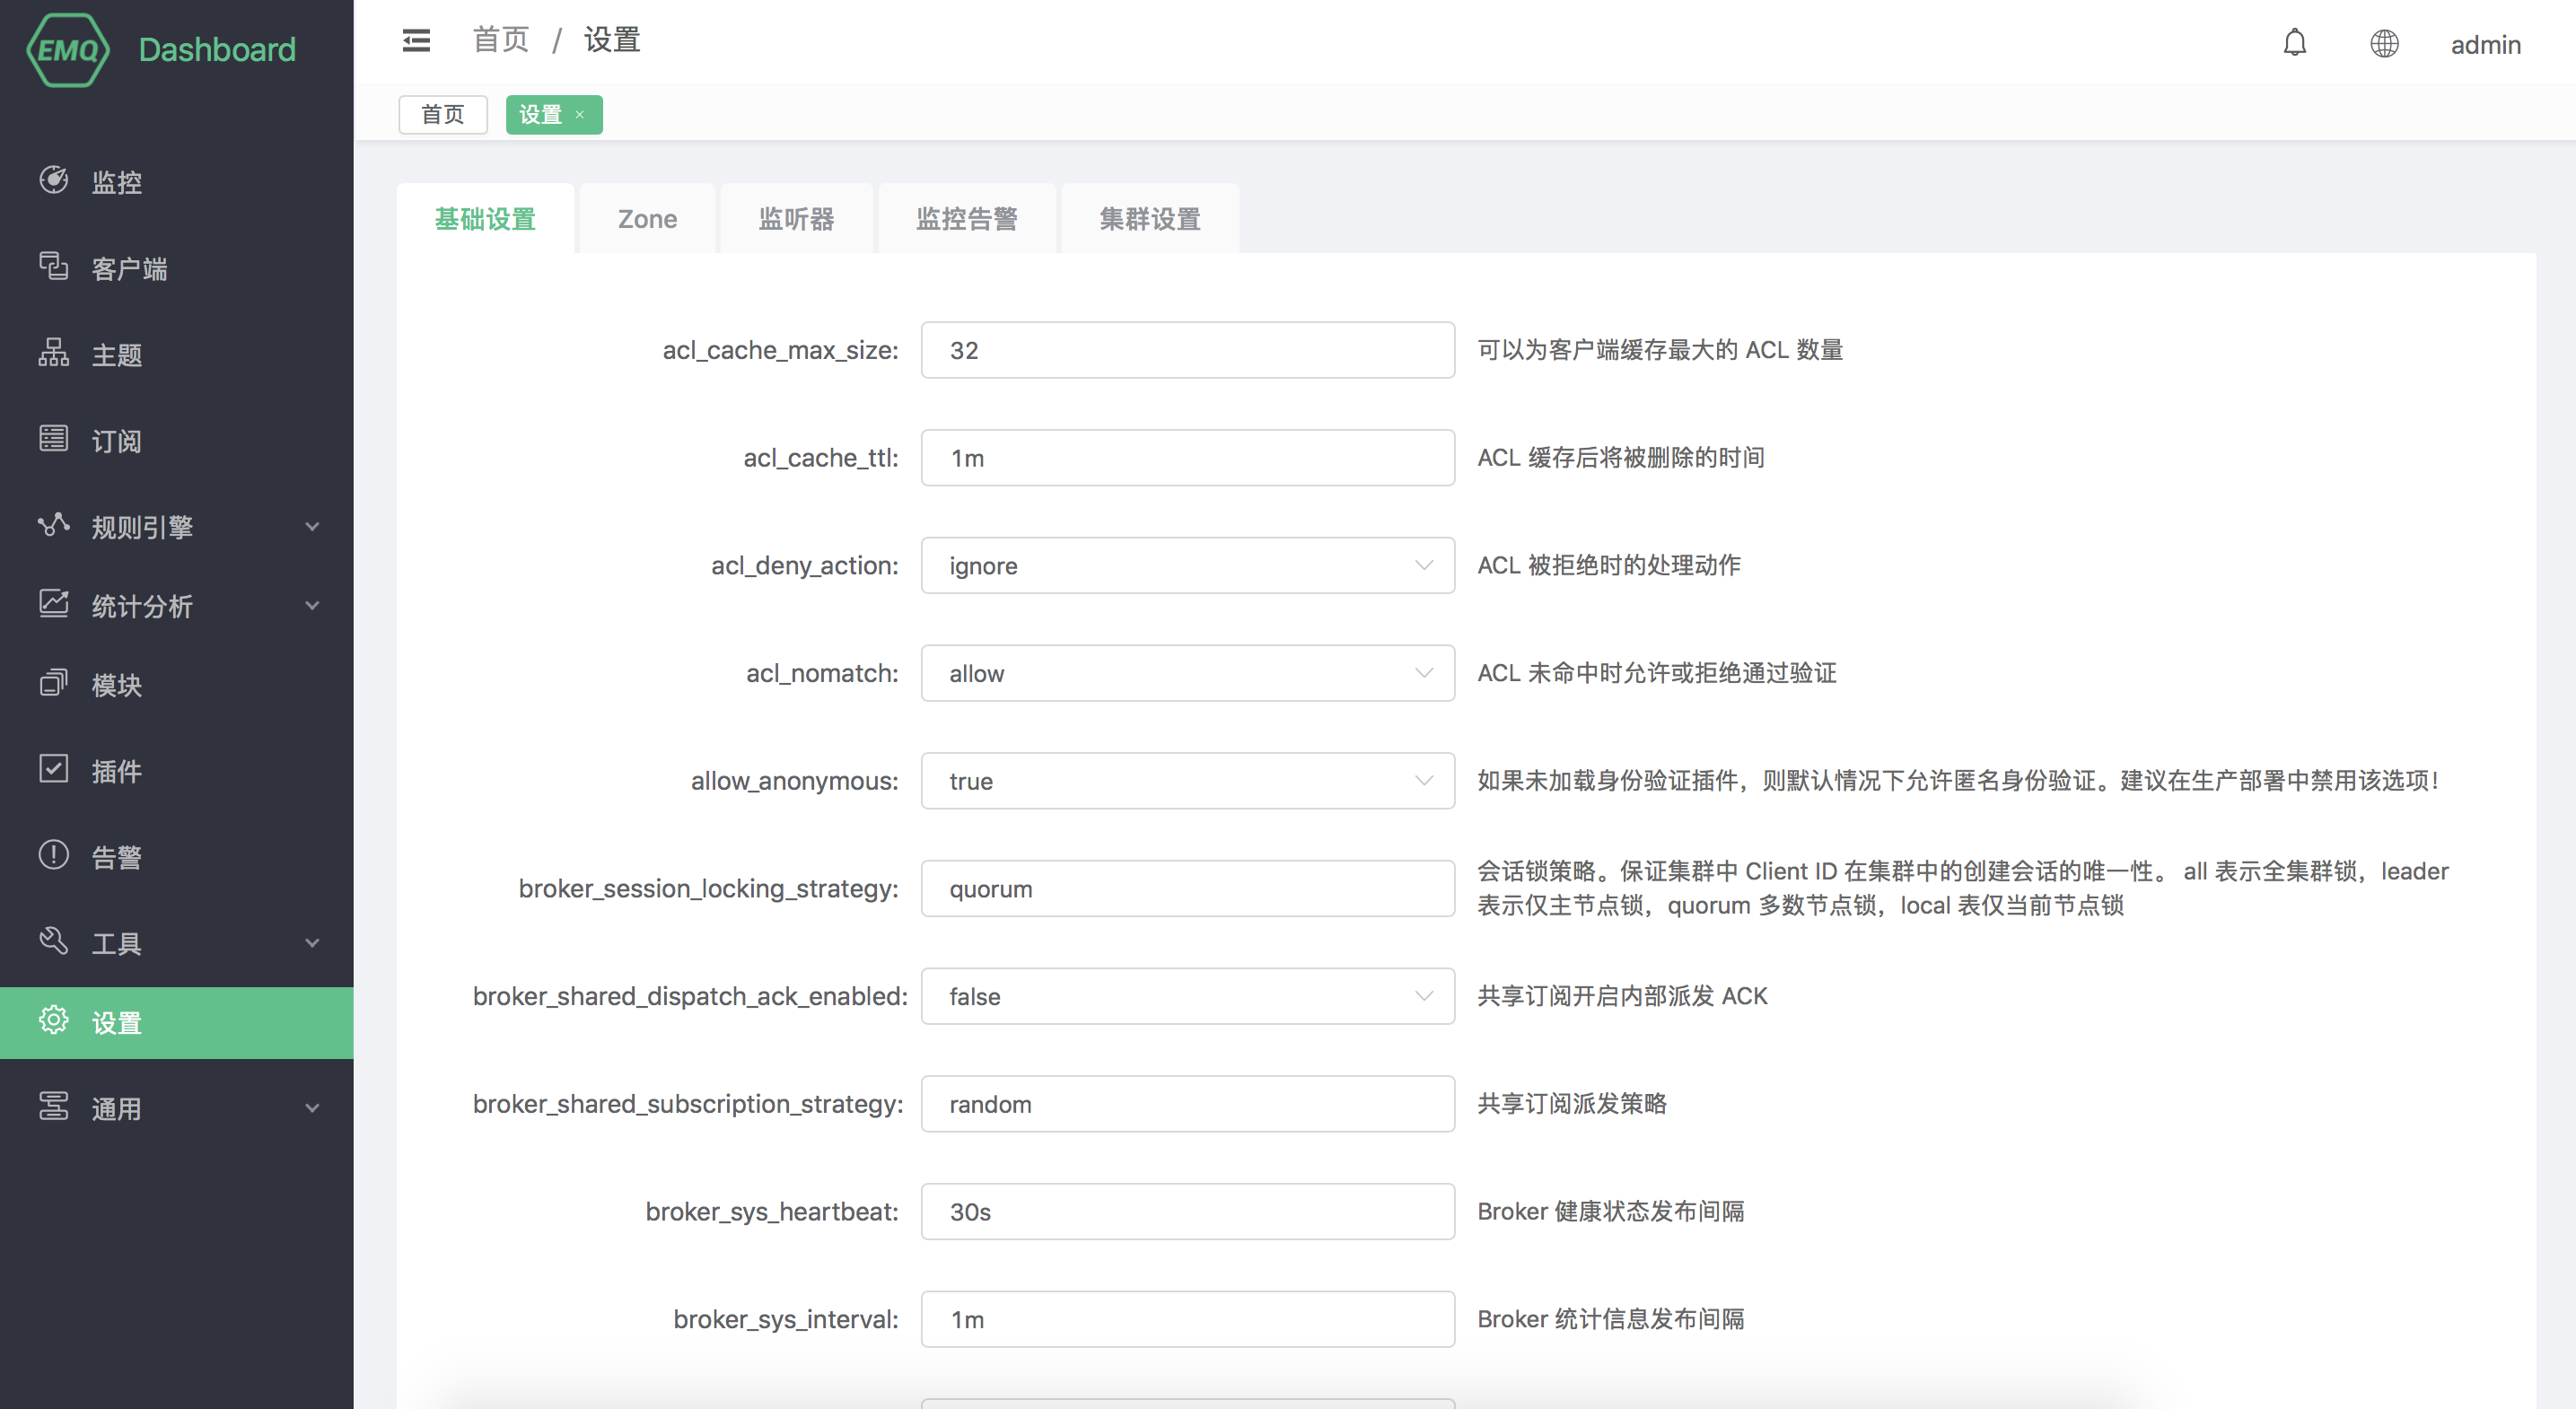 EMQ Dashboard
首页 / 设置
admin
首页
设置 ×
监控
客户端
主题
订阅
规则引擎
统计分析
模块
插件
告警
工具
设置
通用
基础设置
Zone
监听器
监控告警
集群设置
acl_cache_max_size: 32 可以为客户端缓存最大的 ACL 数量
acl_cache_ttl: 1m ACL 缓存后将被删除的时间
acl_deny_action: ignore ACL 被拒绝时的处理动作
acl_nomatch: allow ACL 未命中时允许或拒绝通过验证
allow_anonymous: true 如果未加载身份验证插件，则默认情况下允许匿名身份验证。建议在生产部署中禁用该选项！
broker_session_locking_strategy: quorum 会话锁策略。保证集群中 Client ID 在集群中的创建会话的唯一性。 all 表示全集群锁，leader
表示仅主节点锁，quorum 多数节点锁，local 表仅当前节点锁
broker_shared_dispatch_ack_enabled: false 共享订阅开启内部派发 ACK
broker_shared_subscription_strategy: random 共享订阅派发策略
broker_sys_heartbeat: 30s Broker 健康状态发布间隔
broker_sys_interval: 1m Broker 统计信息发布间隔